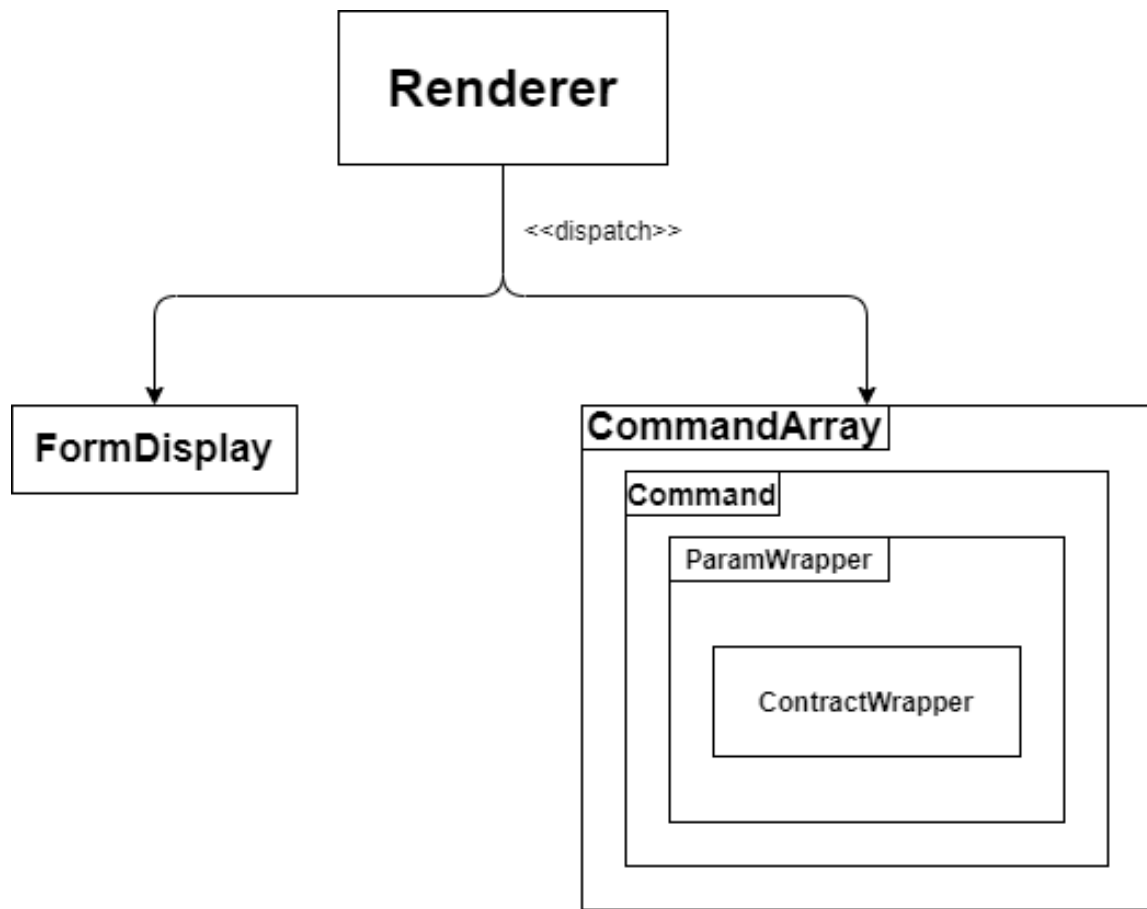 Renderer
<<dispatch>>
FormDisplay
CommandArray
Command
ParamWrapper
ContractWrapper